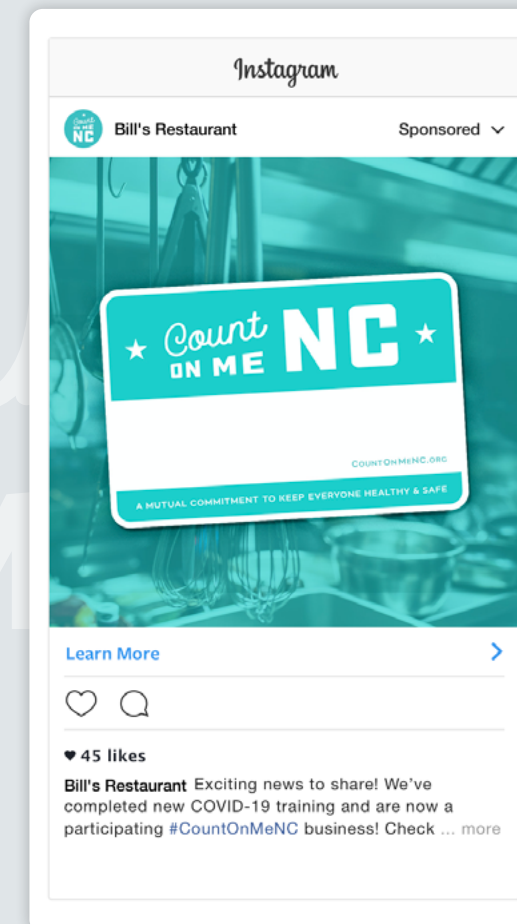 Instagram
Count ON ME NC
Bill's Restaurant
Sponsored
Count
ON ME NC
COUNTONMENC.ORG
A MUTUAL COMMITMENT TO KEEP EVERYONE HEALTHY & SAFE
Learn More
45 likes
Bill's Restaurant Exciting news to share! We've
completed new COVID-19 training and are now a
participating #CountOnMeNC business! Check ... more